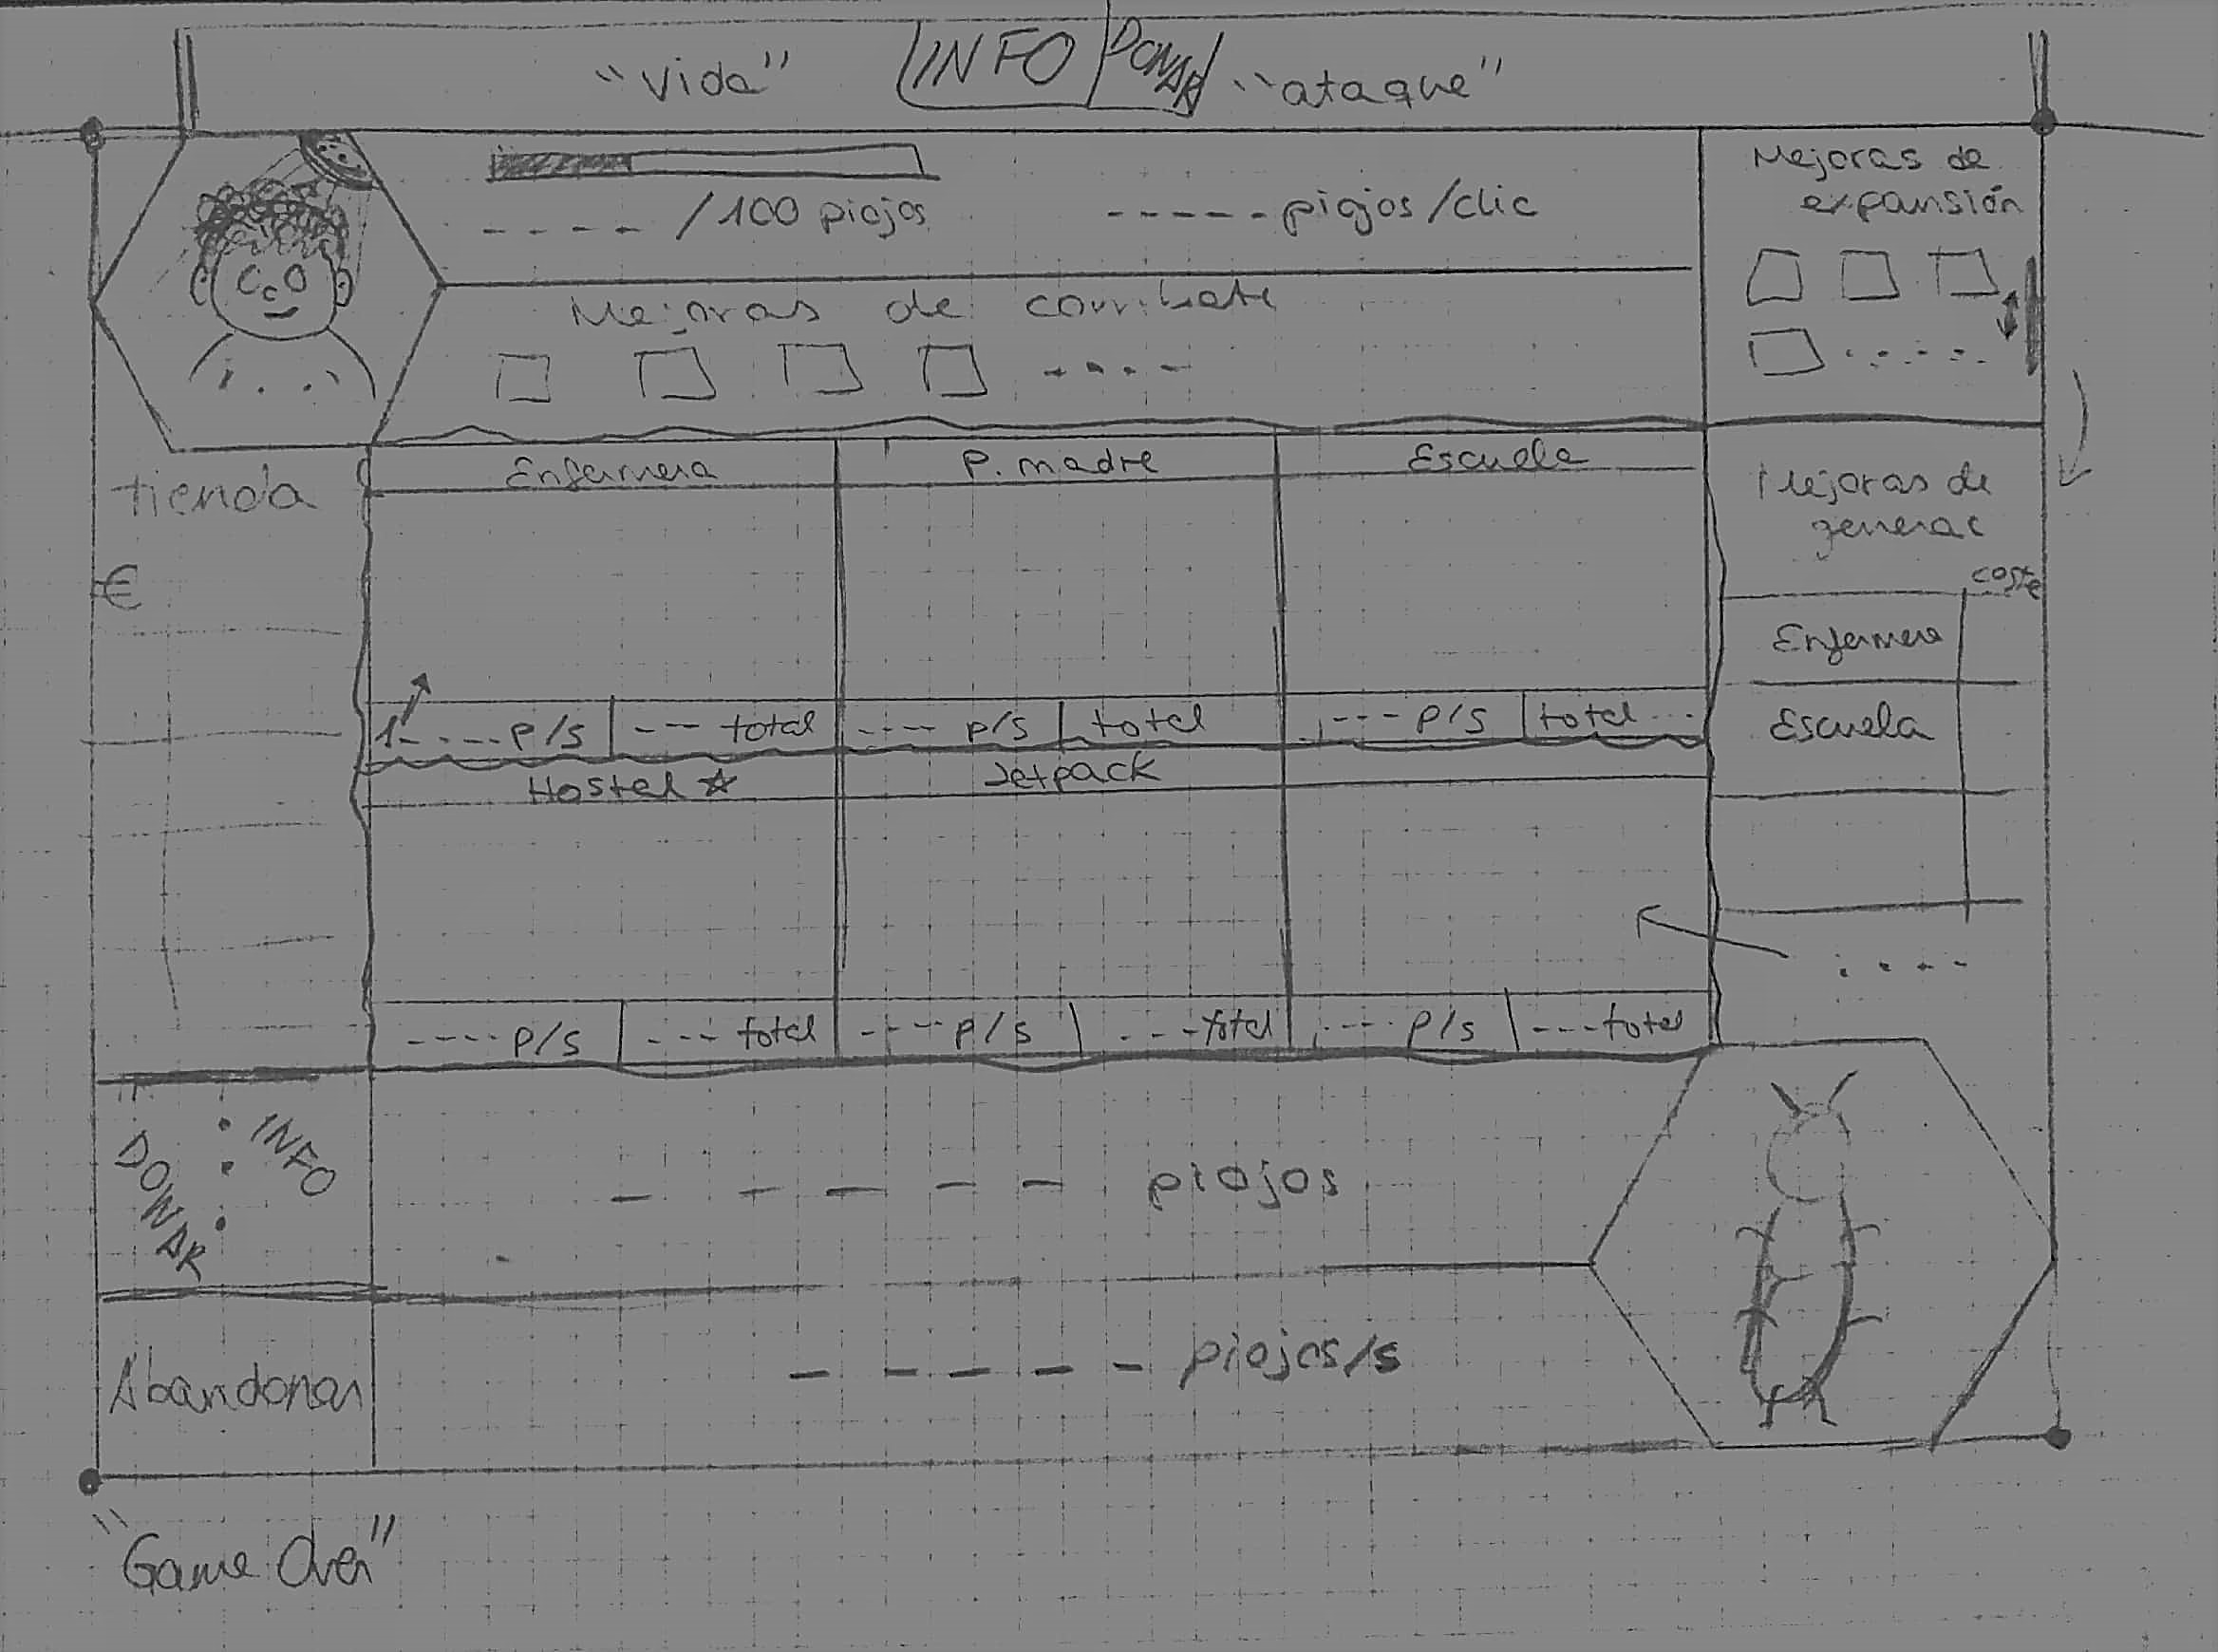 "Vida" INFO DONAR "ataque"
---- /100 piojos
----- piojos/clic
Mejoras de
expansión
Mejoras de combate
tienda
€
Enfermera
P. madre
Escuela
Mejoras de
general
coste
Enfermera
Escuela
1 ---- p/s
--- total
---- p/s
total
---- p/s
total ---
Hostel ☆
Jetpack
---- p/s
--- total
---- p/s
--- total
---- p/s
--- total
INFO
DONAR
- - - - - piojos
Abandonar
- - - - - piojos/s
"Game Over"